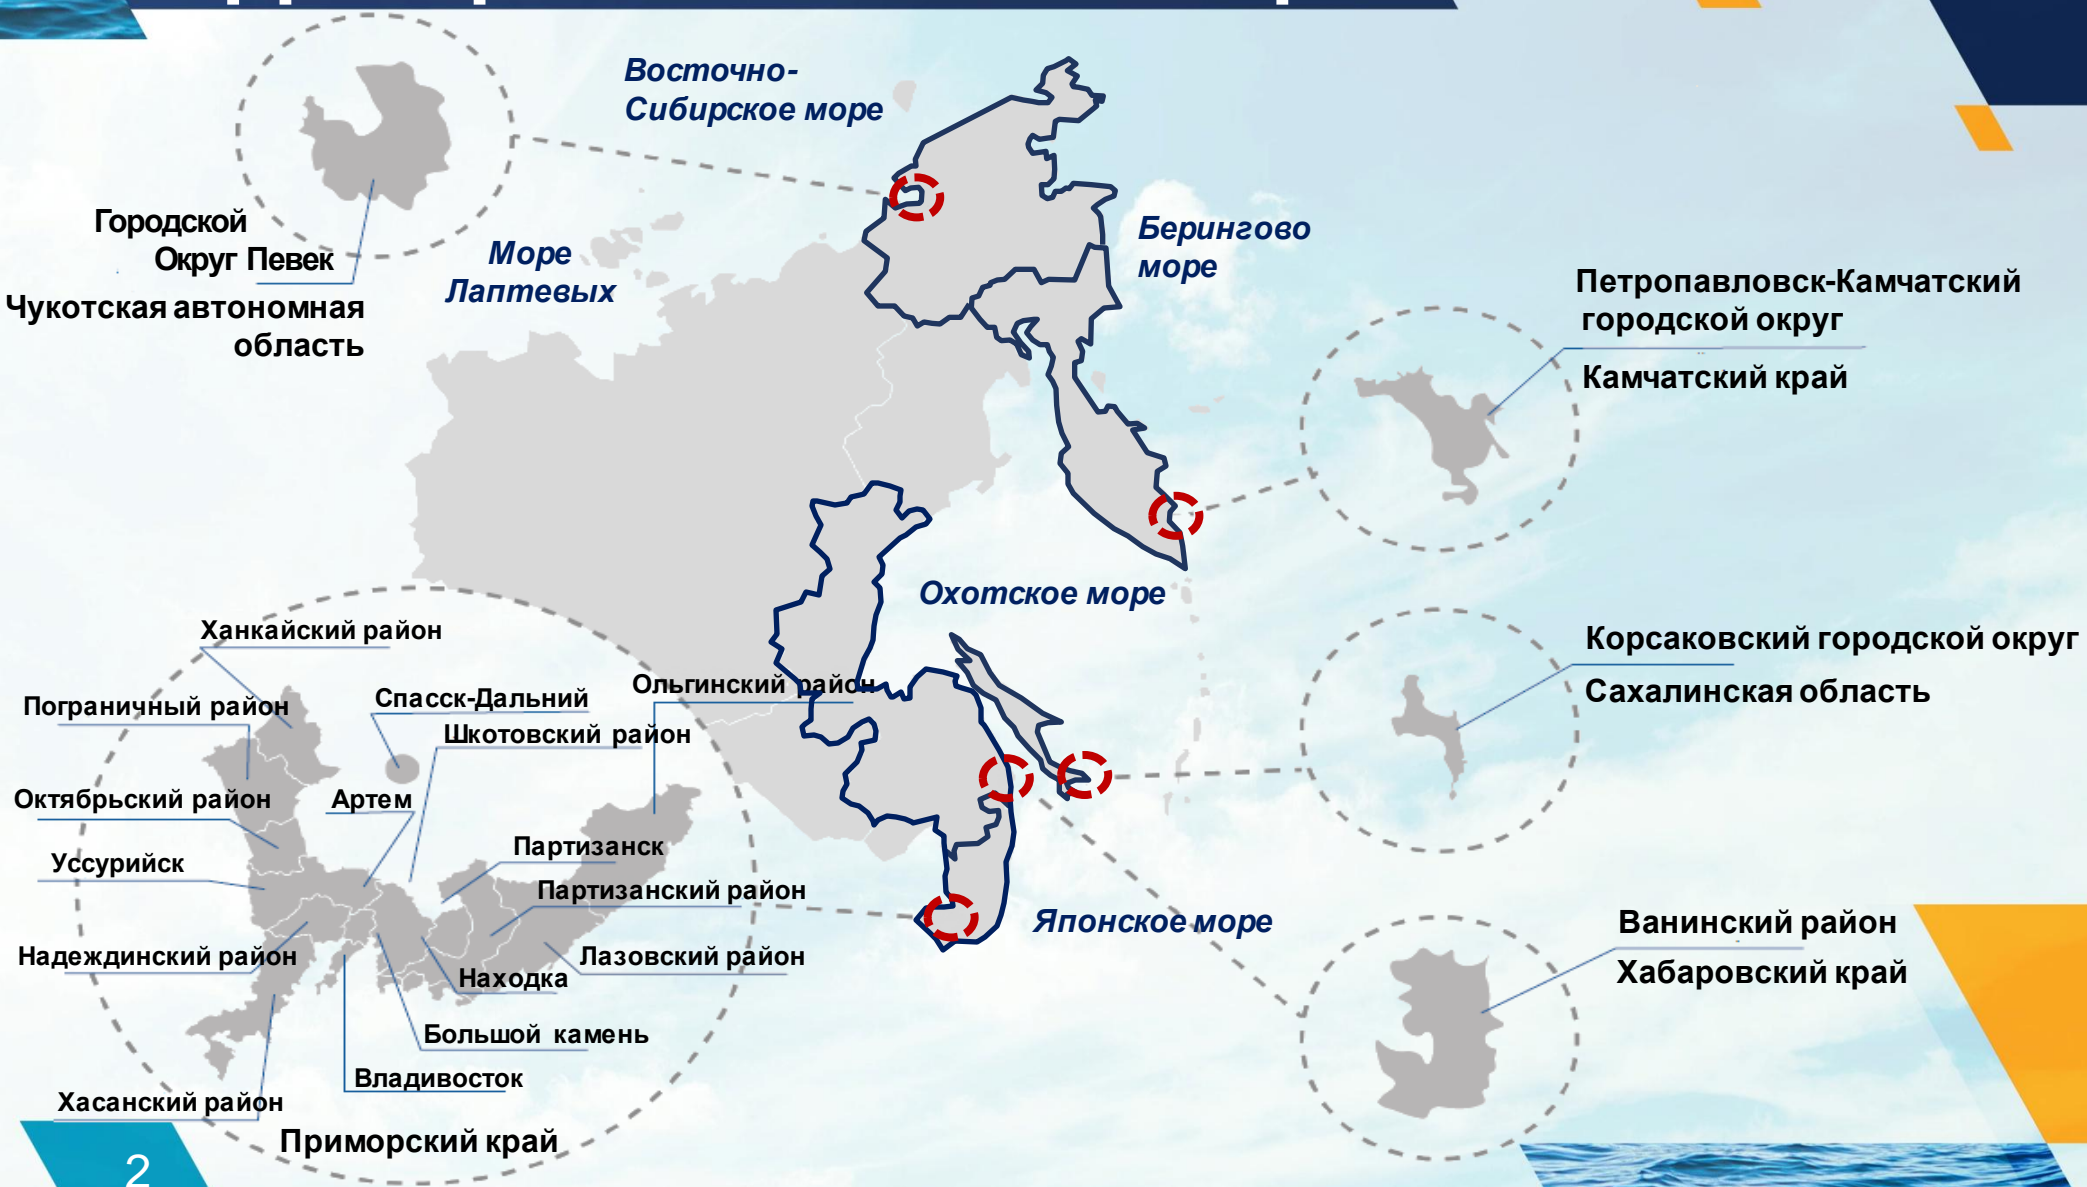 Восточно-
Сибирское море
Городской
Округ Певек
Чукотская автономная
область
Море
Лаптевых
Берингово
море
Петропавловск-Камчатский
городской округ
Камчатский край
Охотское море
Корсаковский городской округ
Сахалинская область
Ханкайский район
Пограничный район
Спасск-Дальний
Ольгинский район
Шкотовский район
Октябрьский район
Артем
Уссурийск
Партизанск
Партизанский район
Надеждинский район
Лазовский район
Находка
Большой камень
Владивосток
Хасанский район
Приморский край
Японское море
Ванинский район
Хабаровский край
2